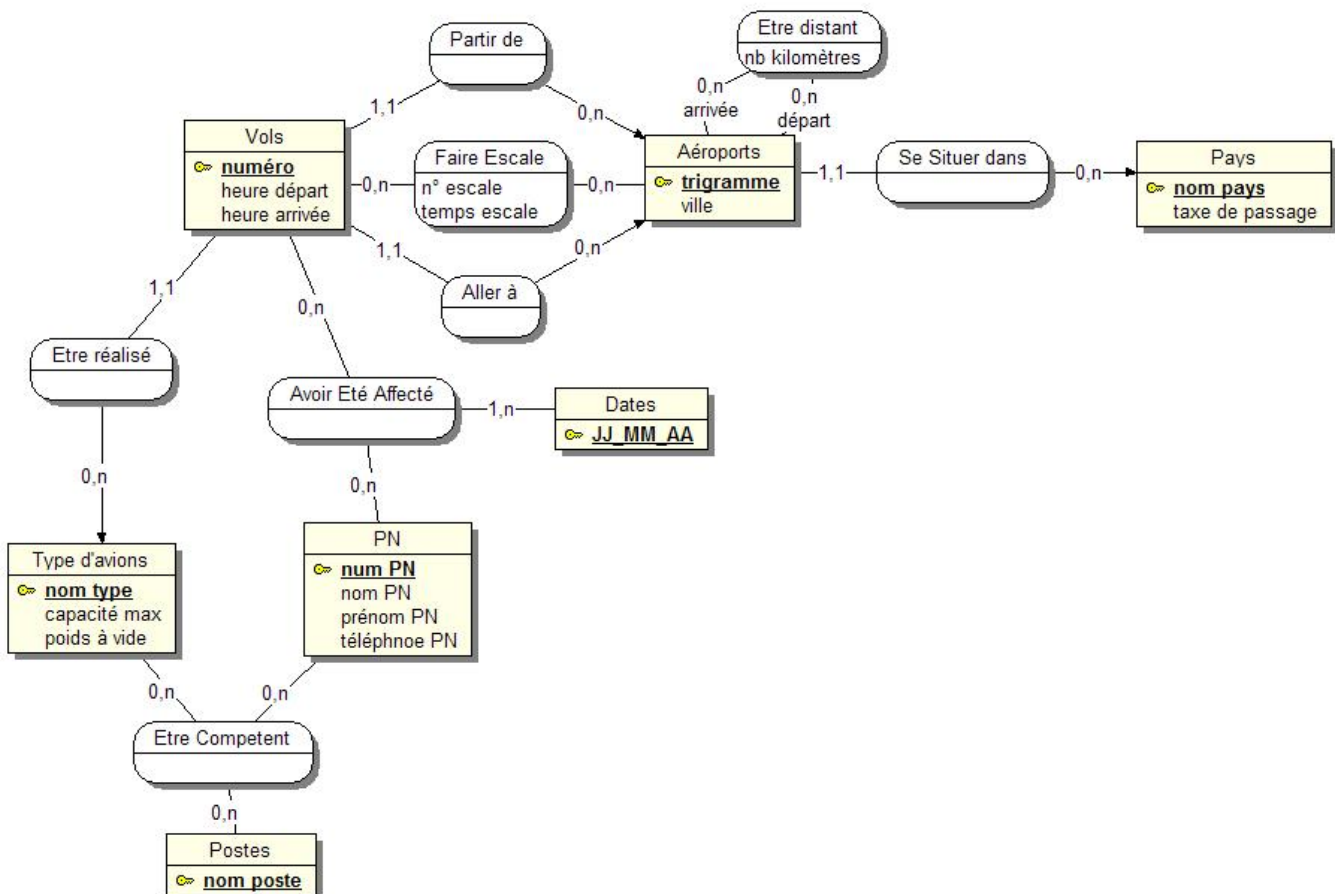 Partir de
Etre distant
nb kilomètres
1,1
0,n
0,n
arrivée
0,n
départ
Vols
numéro
heure départ
heure arrivée
Faire Escale
n° escale
temps escale
0,n
0,n
Aéroports
trigramme
ville
1,1
Se Situer dans
0,n
Pays
nom pays
taxe de passage
1,1
0,n
Aller à
1,1
0,n
Etre réalisé
Avoir Eté Affecté
1,n
Dates
JJ_MM_AA
0,n
0,n
Type d'avions
nom type
capacité max
poids à vide
PN
num PN
nom PN
prénom PN
téléphnoe PN
0,n
0,n
Etre Competent
0,n
Postes
nom poste